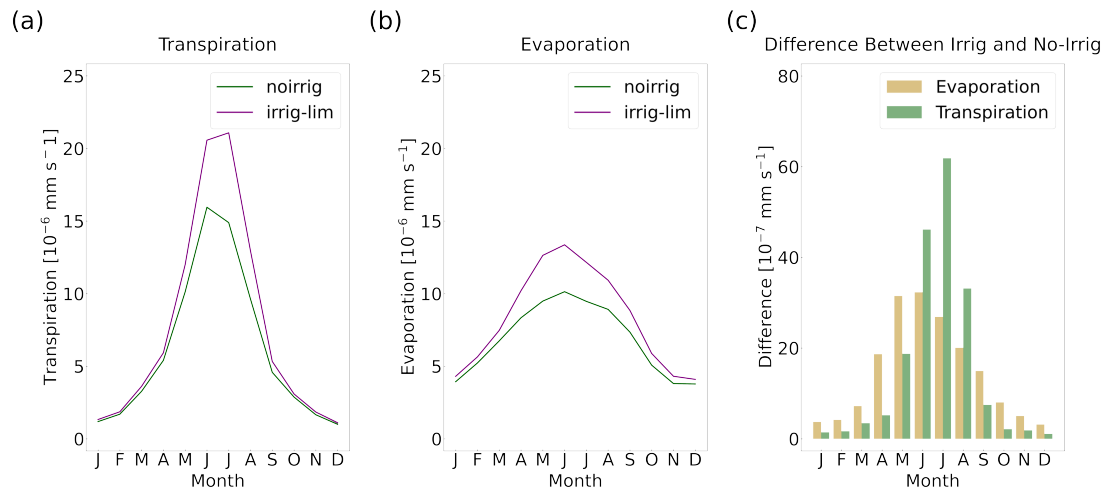 (a)
Transpiration
noirrig
irrig-lim
Transpiration [10⁻⁶ mm s⁻1]
25
20
15
10
5
0
J F M A M J J A S O N D
Month
(b)
Evaporation
noirrig
irrig-lim
Evaporation [10⁻⁶ mm s⁻¹]
25
20
15
10
5
0
J F M A M J J A S O N D
Month
(c)
Difference Between Irrig and No-Irrig
Evaporation
Transpiration
Difference [10⁻⁷ mm s⁻¹]
80
60
40
20
0
J F M A M J J A S O N D
Month